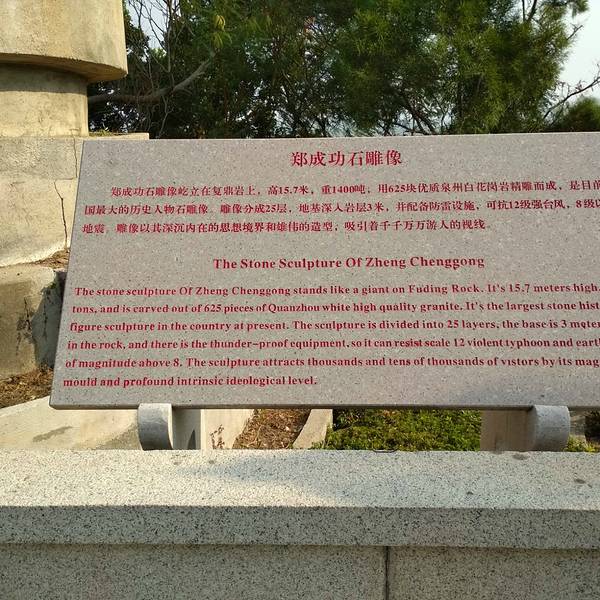 郑成功石雕像
郑成功石雕像屹立在复鼎岩上，高15.7米，重1400吨；用625块优质泉州白花岗岩精雕而成，是目前
国最大的历史人物石雕像。雕像分成25层，地基深入岩层3米，并配备防雷设施，可抗12级强台风，8级以
地震。雕像以其深沉内在的思想境界和雄伟的造型，吸引着千千万万游人的视线。
The Stone Sculpture Of Zheng Chenggong
The stone sculpture Of Zheng Chenggong stands like a giant on Fuding Rock. It's 15.7 meters high.
tons, and is carved out of 625 pieces of Quanzhou white high quality granite. It's the largest stone hist
figure sculpture in the country at present. The sculpture is divided into 25 layers, the base is 3 meter
in the rock, and there is the thunder-proof equipment, so it can resist scale 12 violent typhoon and eart
of magnitude above 8. The sculpture attracts thousands and tens of thousands of vistors by its mag
mould and profound intrinsic ideological level.